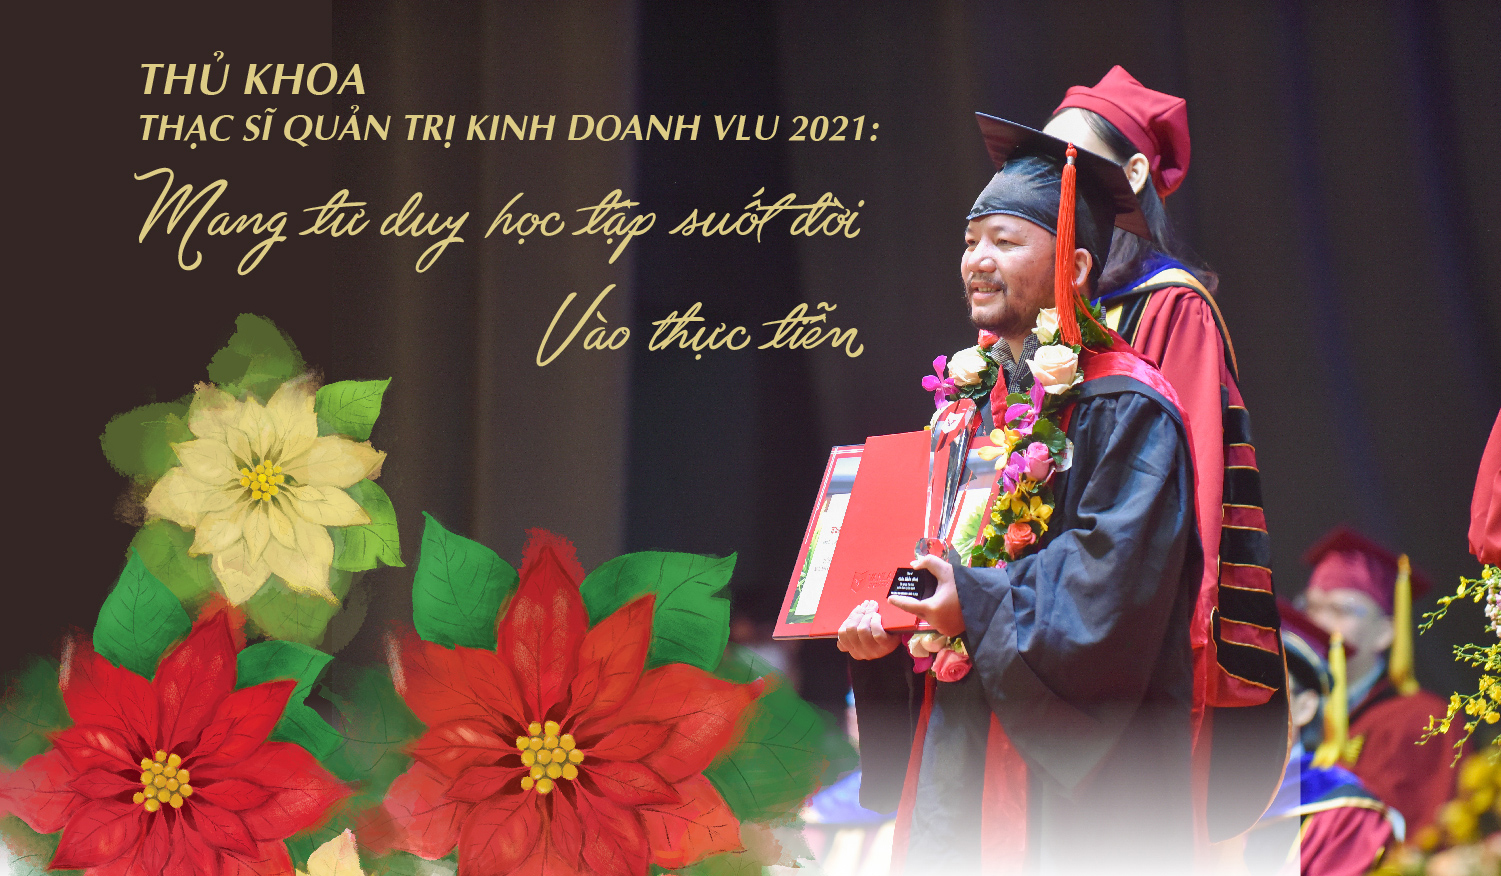 THỦ KHOA
THẠC SĨ QUẢN TRỊ KINH DOANH VLU 2021:
Mang tư duy học tập suốt đời
Vào thực tiễn